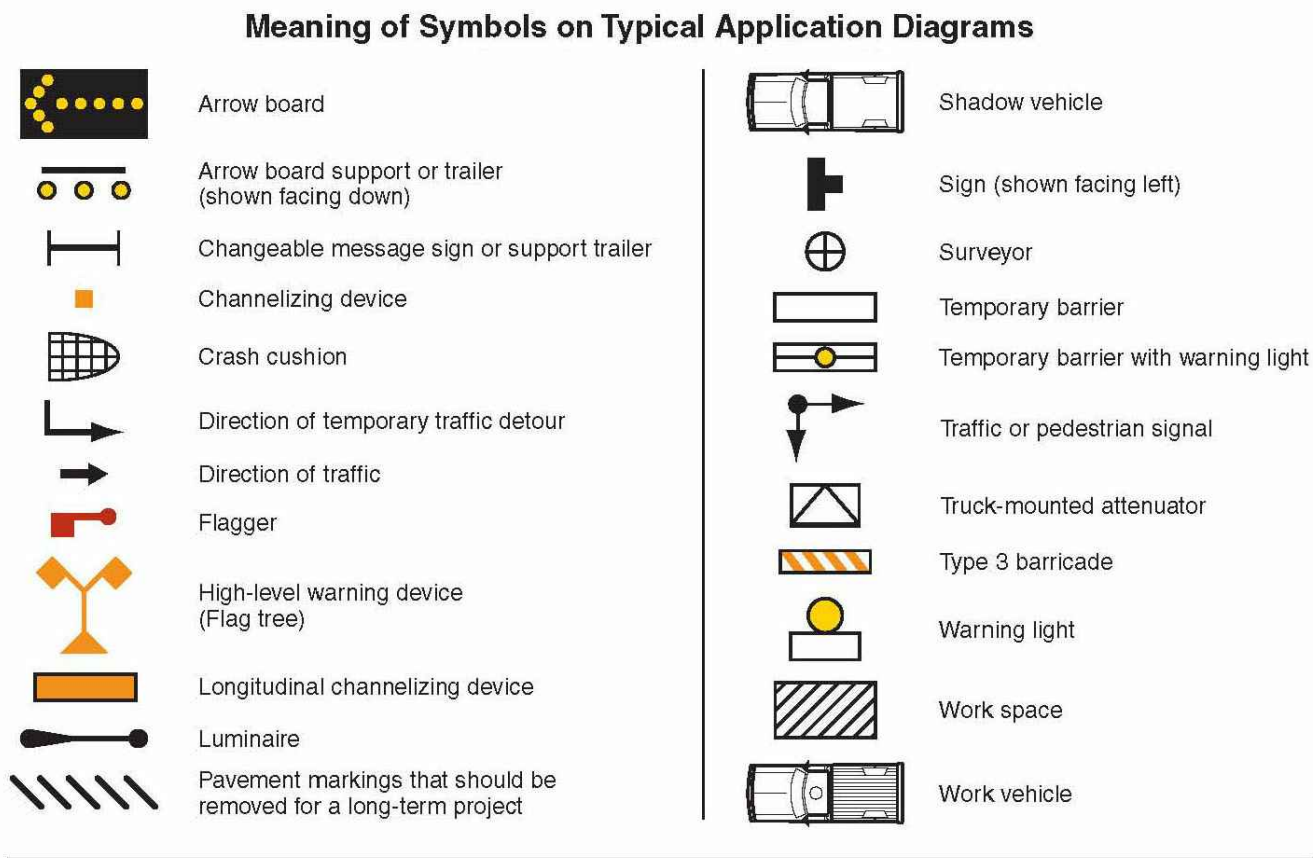 Meaning of Symbols on Typical Application Diagrams
Arrow board
Arrow board support or trailer
(shown facing down)
Changeable message sign or support trailer
Channelizing device
Crash cushion
Direction of temporary traffic detour
Direction of traffic
Flagger
High-level warning device
(Flag tree)
Longitudinal channelizing device
Luminaire
Pavement markings that should be
removed for a long-term project
Shadow vehicle
Sign (shown facing left)
Surveyor
Temporary barrier
Temporary barrier with warning light
Traffic or pedestrian signal
Truck-mounted attenuator
Type 3 barricade
Warning light
Work space
Work vehicle